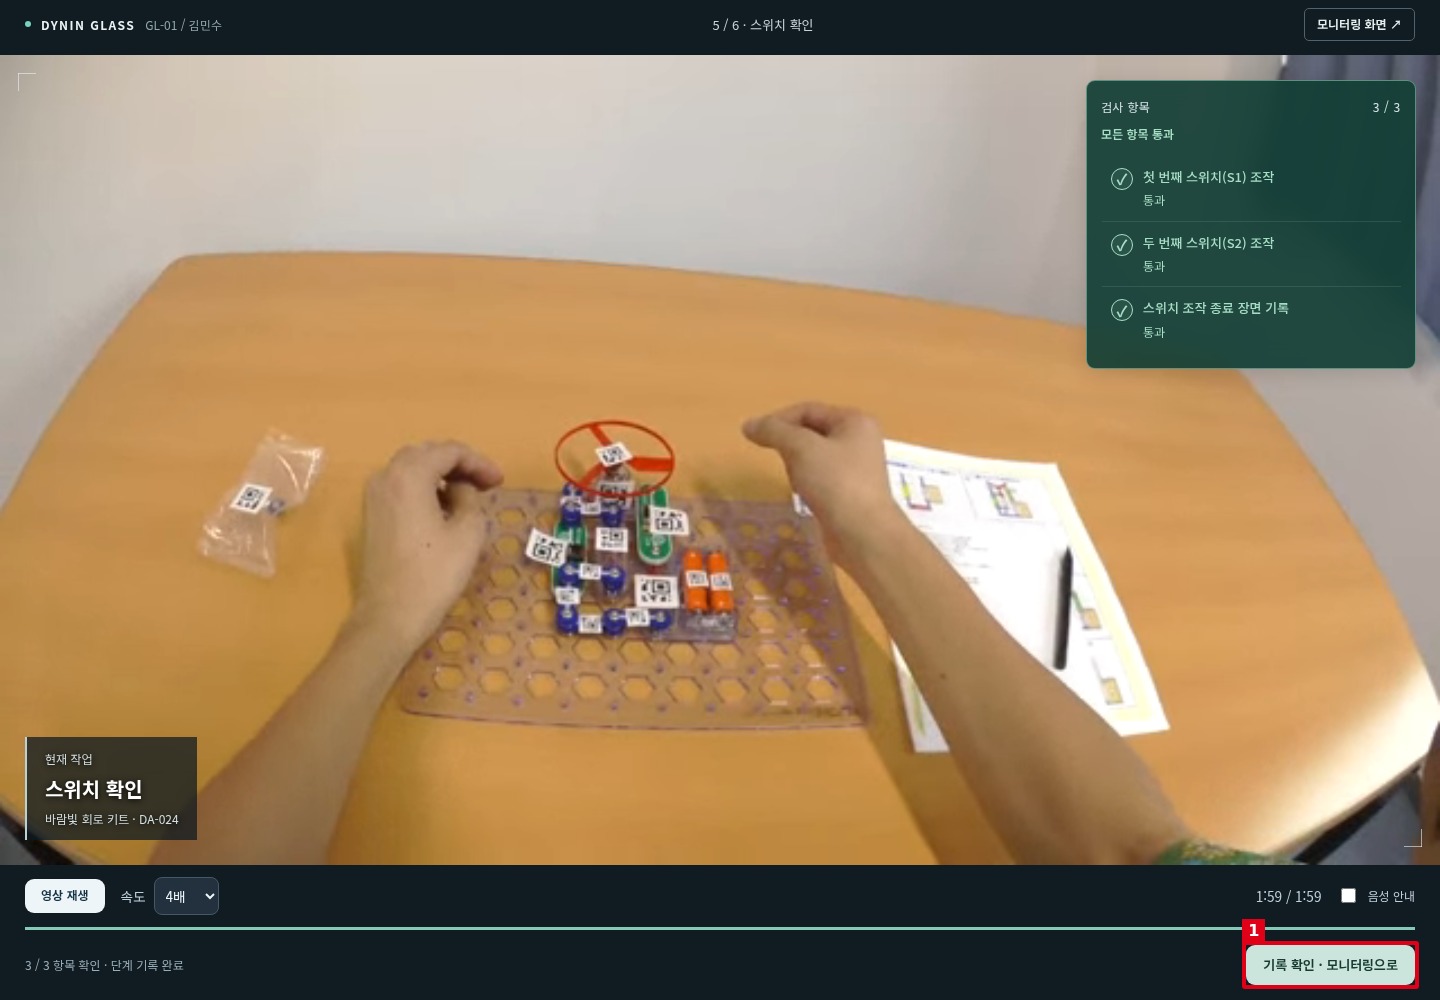 DYNIN GLASS GL-01 / 김민수
5 / 6 · 스위치 확인
모니터링 화면 ↗
검사 항목 3 / 3
모든 항목 통과
첫 번째 스위치(S1) 조작
통과
두 번째 스위치(S2) 조작
통과
스위치 조작 종료 장면 기록
통과
현재 작업
스위치 확인
바람빛 회로 키트 · DA-024
영상 재생 속도 4배
1:59 / 1:59 음성 안내
1
3 / 3 항목 확인 · 단계 기록 완료
기록 확인 · 모니터링으로